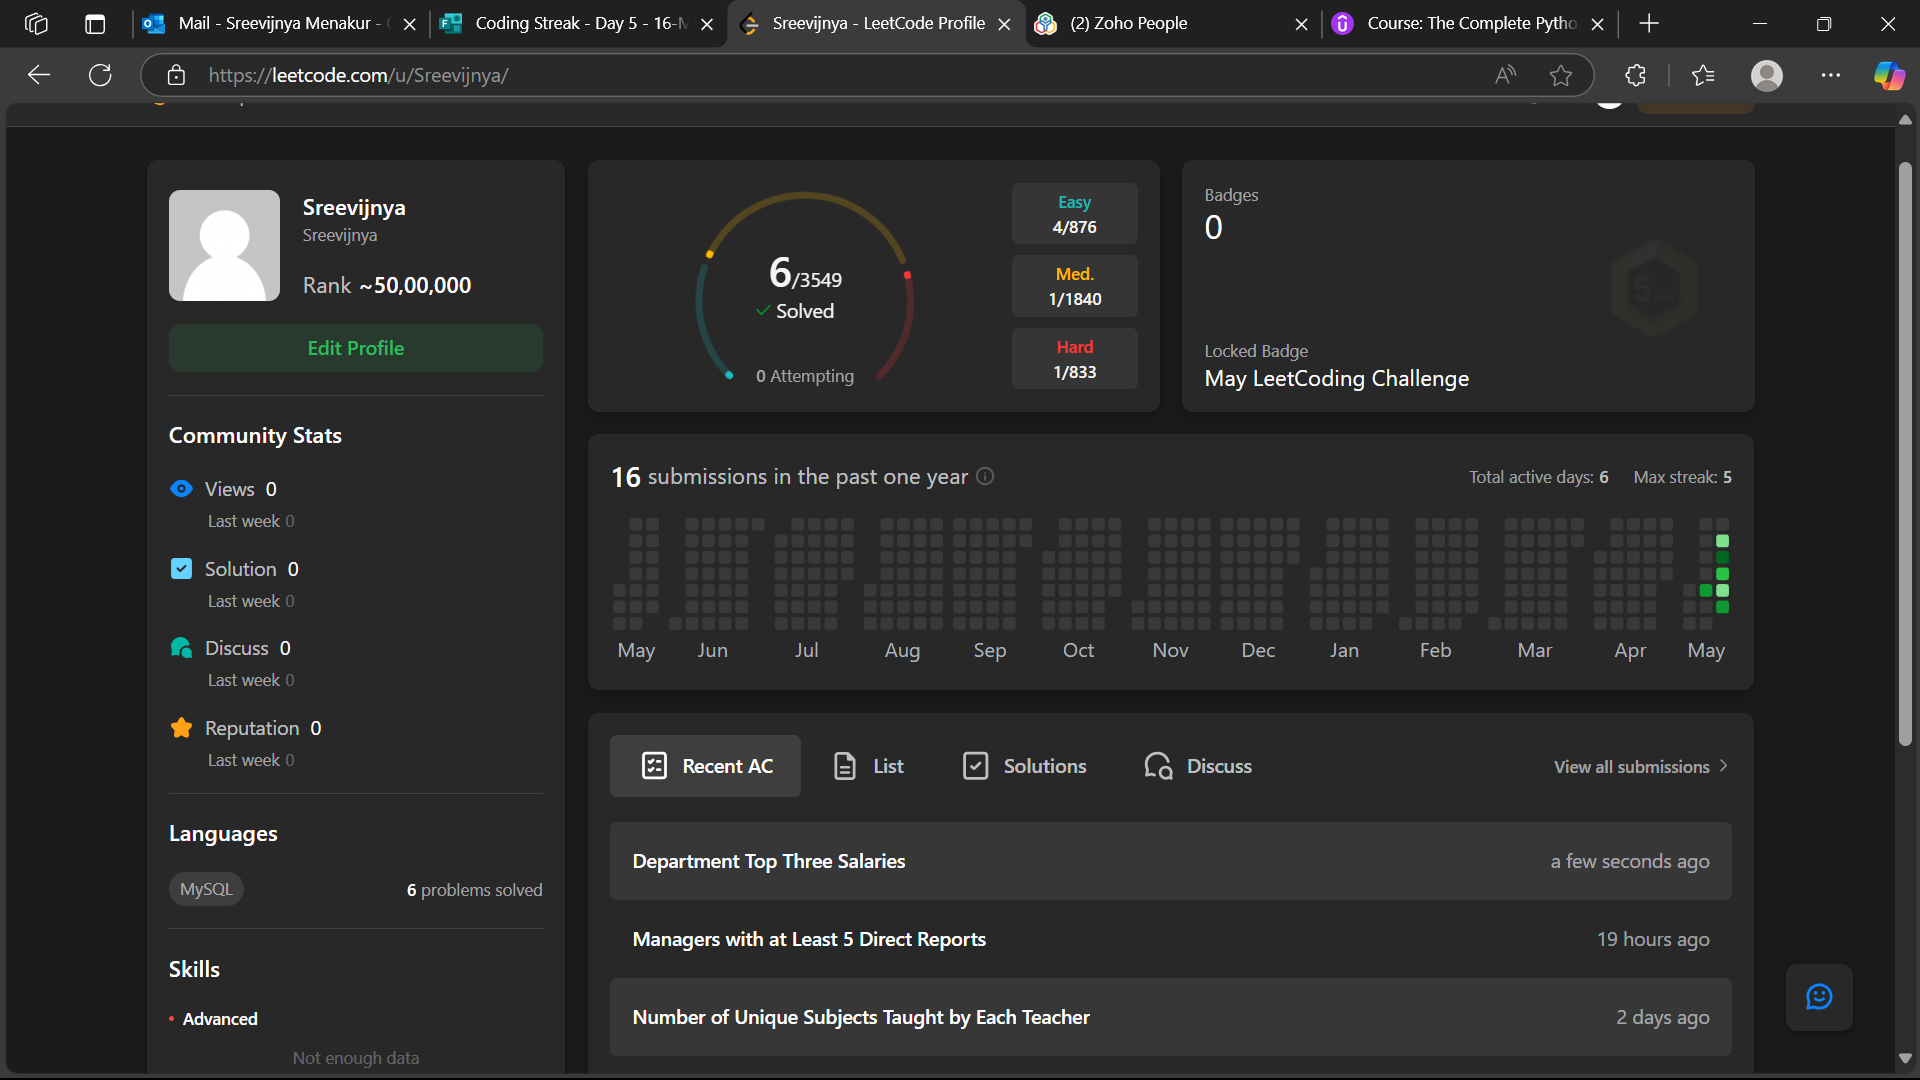 Mail - Sreevijnya Menakur -
Coding Streak - Day 5 - 16-M
Sreevijnya - LeetCode Profile
(2) Zoho People
Course: The Complete Pytho
https://leetcode.com/u/Sreevijnya/
Sreevijnya
Sreevijnya
Rank ~50,00,000
Edit Profile
Community Stats
Views 0
Last week 0
Solution 0
Last week 0
Discuss 0
Last week 0
Reputation 0
Last week 0
Languages
MySQL
6 problems solved
Skills
Advanced
Not enough data
6/3549
Solved
0 Attempting
Easy
4/876
Med.
1/1840
Hard
1/833
Badges
0
Locked Badge
May LeetCoding Challenge
16 submissions in the past one year
Total active days: 6 Max streak: 5
May Jun Jul Aug Sep Oct Nov Dec Jan Feb Mar Apr May
Recent AC List Solutions Discuss View all submissions
Department Top Three Salaries a few seconds ago
Managers with at Least 5 Direct Reports 19 hours ago
Number of Unique Subjects Taught by Each Teacher 2 days ago